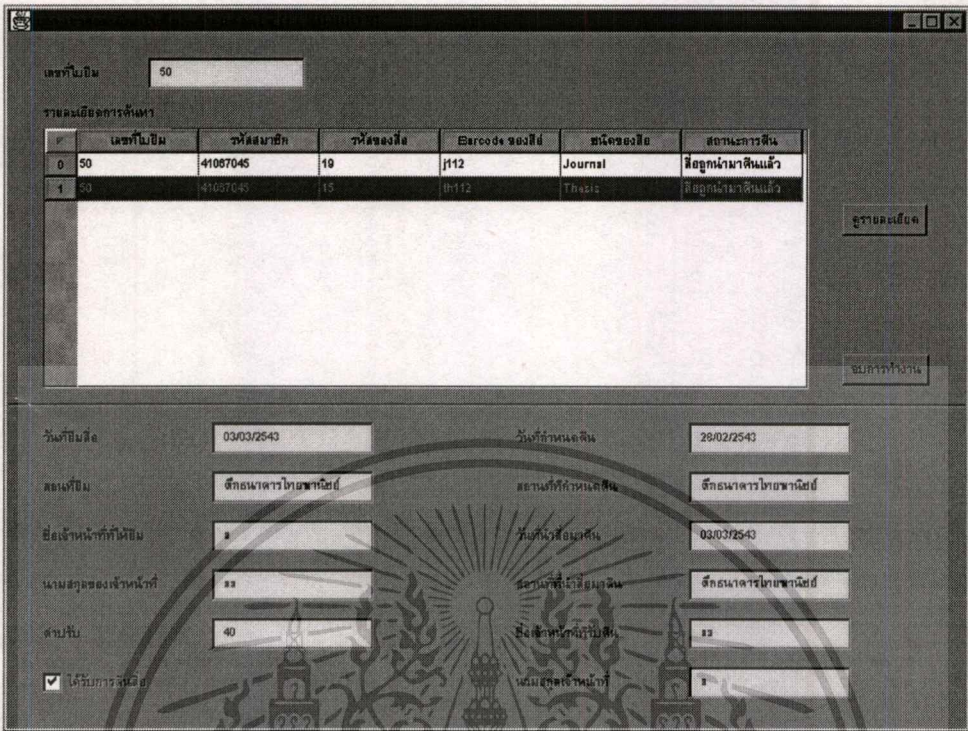 เลขที่ใบยืม 50
รายละเอียดการค้นหา
# เลขที่ใบยืม รหัสสมาชิก รหัสของสื่อ Barcode ของสื่อ ชนิดของสื่อ สถานะการคืน
0 50 41067045 19 j112 Journal สื่อถูกนำมาคืนแล้ว
1 50 41067045 15 th112 Thesis สื่อถูกนำมาคืนแล้ว
ดูรายละเอียด
จบการทำงาน
วันที่ยืมสื่อ 03/03/2543 วันที่กำหนดคืน 28/02/2543
สถานที่ยืม ตึกธนาคารไทยพานิชย์ สถานที่ที่กำหนดคืน ตึกธนาคารไทยพานิชย์
ชื่อเจ้าหน้าที่ที่ให้ยืม วันที่นำสื่อมาคืน 03/03/2543
นามสกุลของเจ้าหน้าที่ สถานที่ที่นำสื่อมาคืน ตึกธนาคารไทยพานิชย์
ค่าปรับ 40 ชื่อเจ้าหน้าที่ผู้รับคืน
ได้รับการคืนสื่อ นามสกุลเจ้าหน้าที่